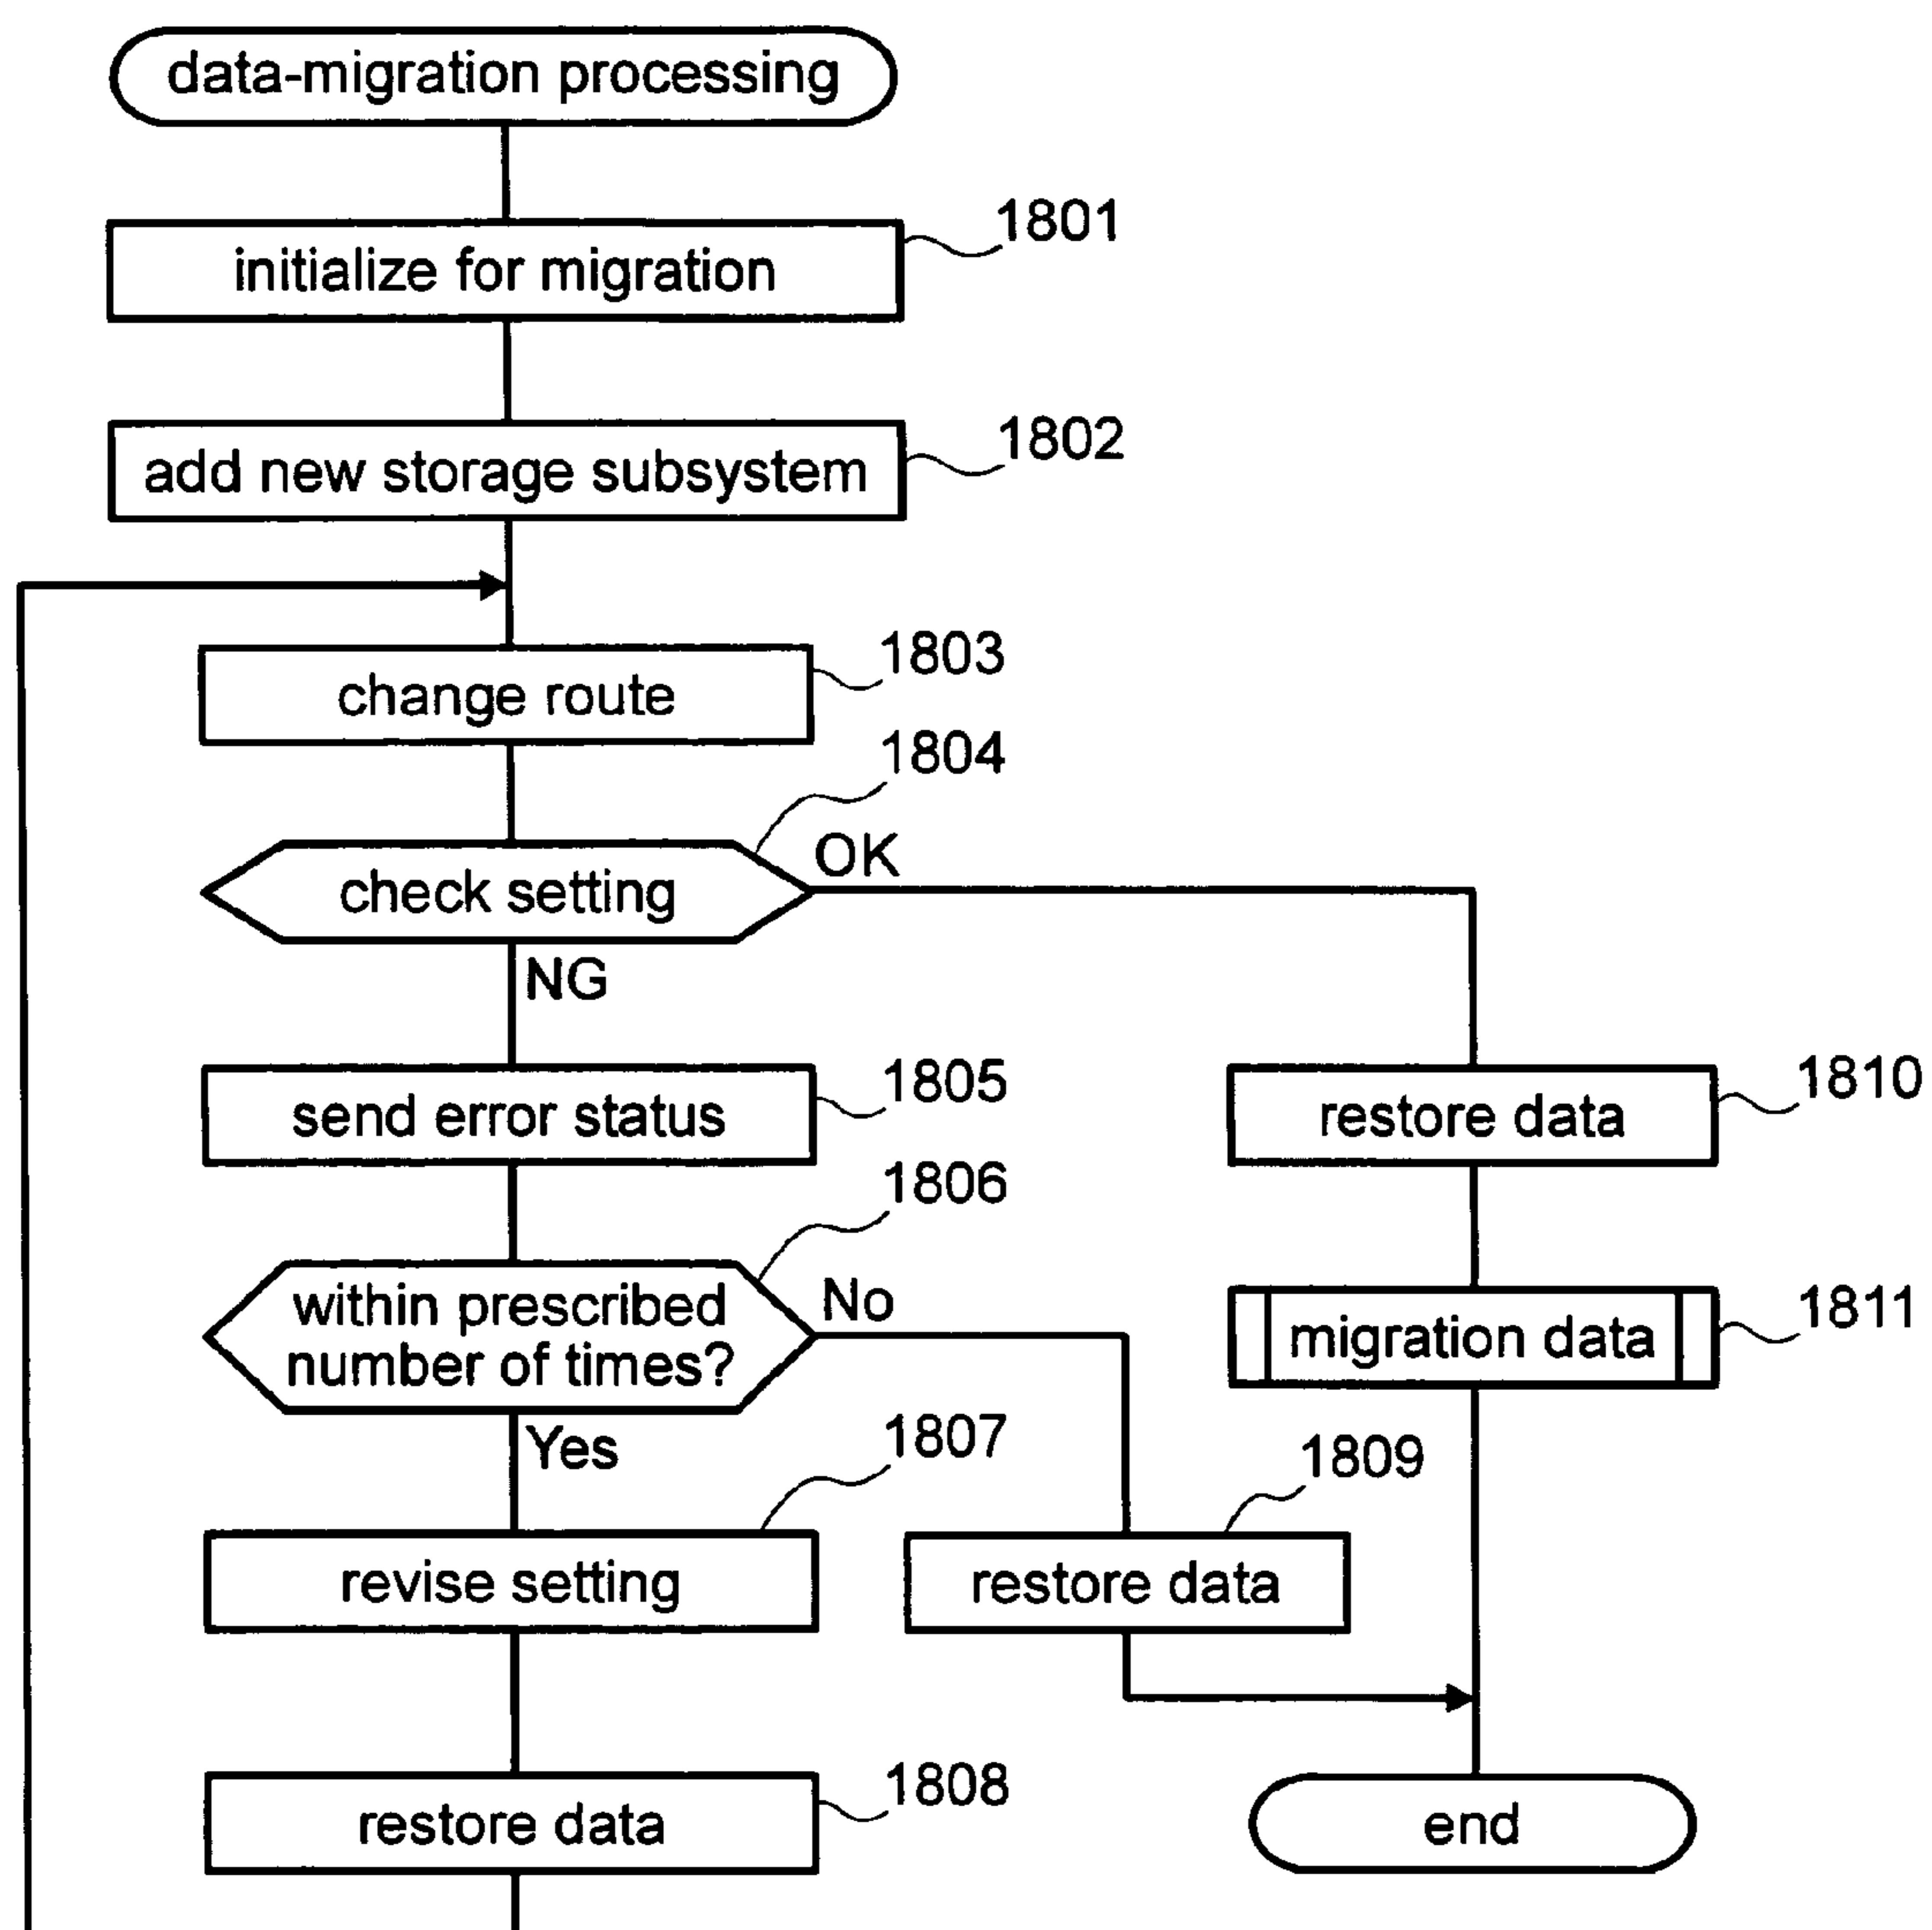 data-migration processing
1801
initialize for migration
1802
add new storage subsystem
1803
change route
1804
OK
check setting
NG
1805
send error status
1810
restore data
1806
within prescribed
number of times?
No
1811
migration data
Yes
1807
1809
revise setting
restore data
1808
restore data
end